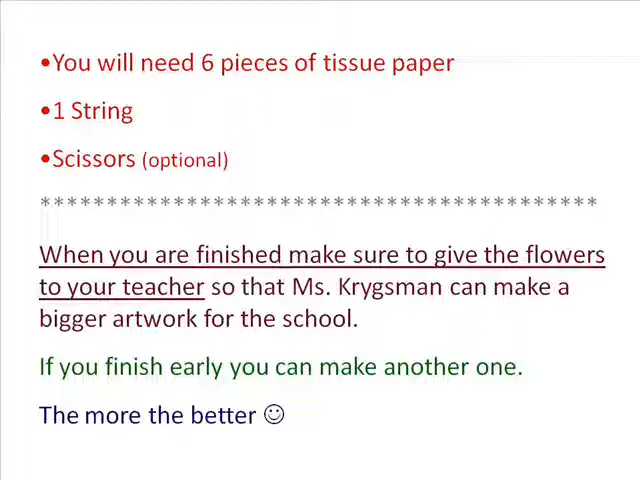 •You will need 6 pieces of tissue paper
•1 String
•Scissors (optional)
******************************************
When you are finished make sure to give the flowers
to your teacher so that Ms. Krygsman can make a
bigger artwork for the school.
If you finish early you can make another one.
The more the better ☺